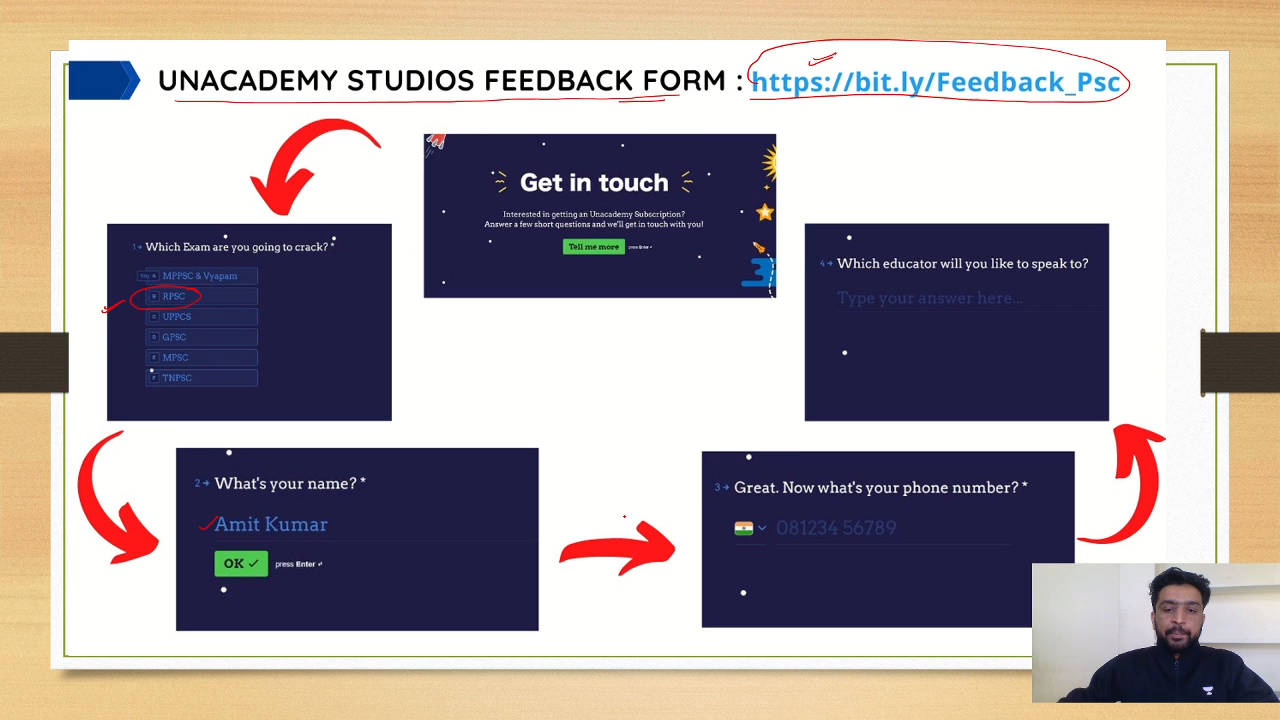 UNACADEMY STUDIOS FEEDBACK FORM : https://bit.ly/Feedback_Psc
Get in touch
Interested in getting an Unacademy Subscription?
Answer a few short questions and we'll get in touch with you!
Tell me more press Enter ↵
1 → Which Exam are you going to crack? *
Key A MPPSC & Vyapam
B RPSC
C UPPCS
D GPSC
E MPSC
F TNPSC
2 → What's your name? *
Amit Kumar
OK ✓ press Enter ↵
3 → Great. Now what's your phone number? *
081234 56789
4 → Which educator will you like to speak to?
Type your answer here...